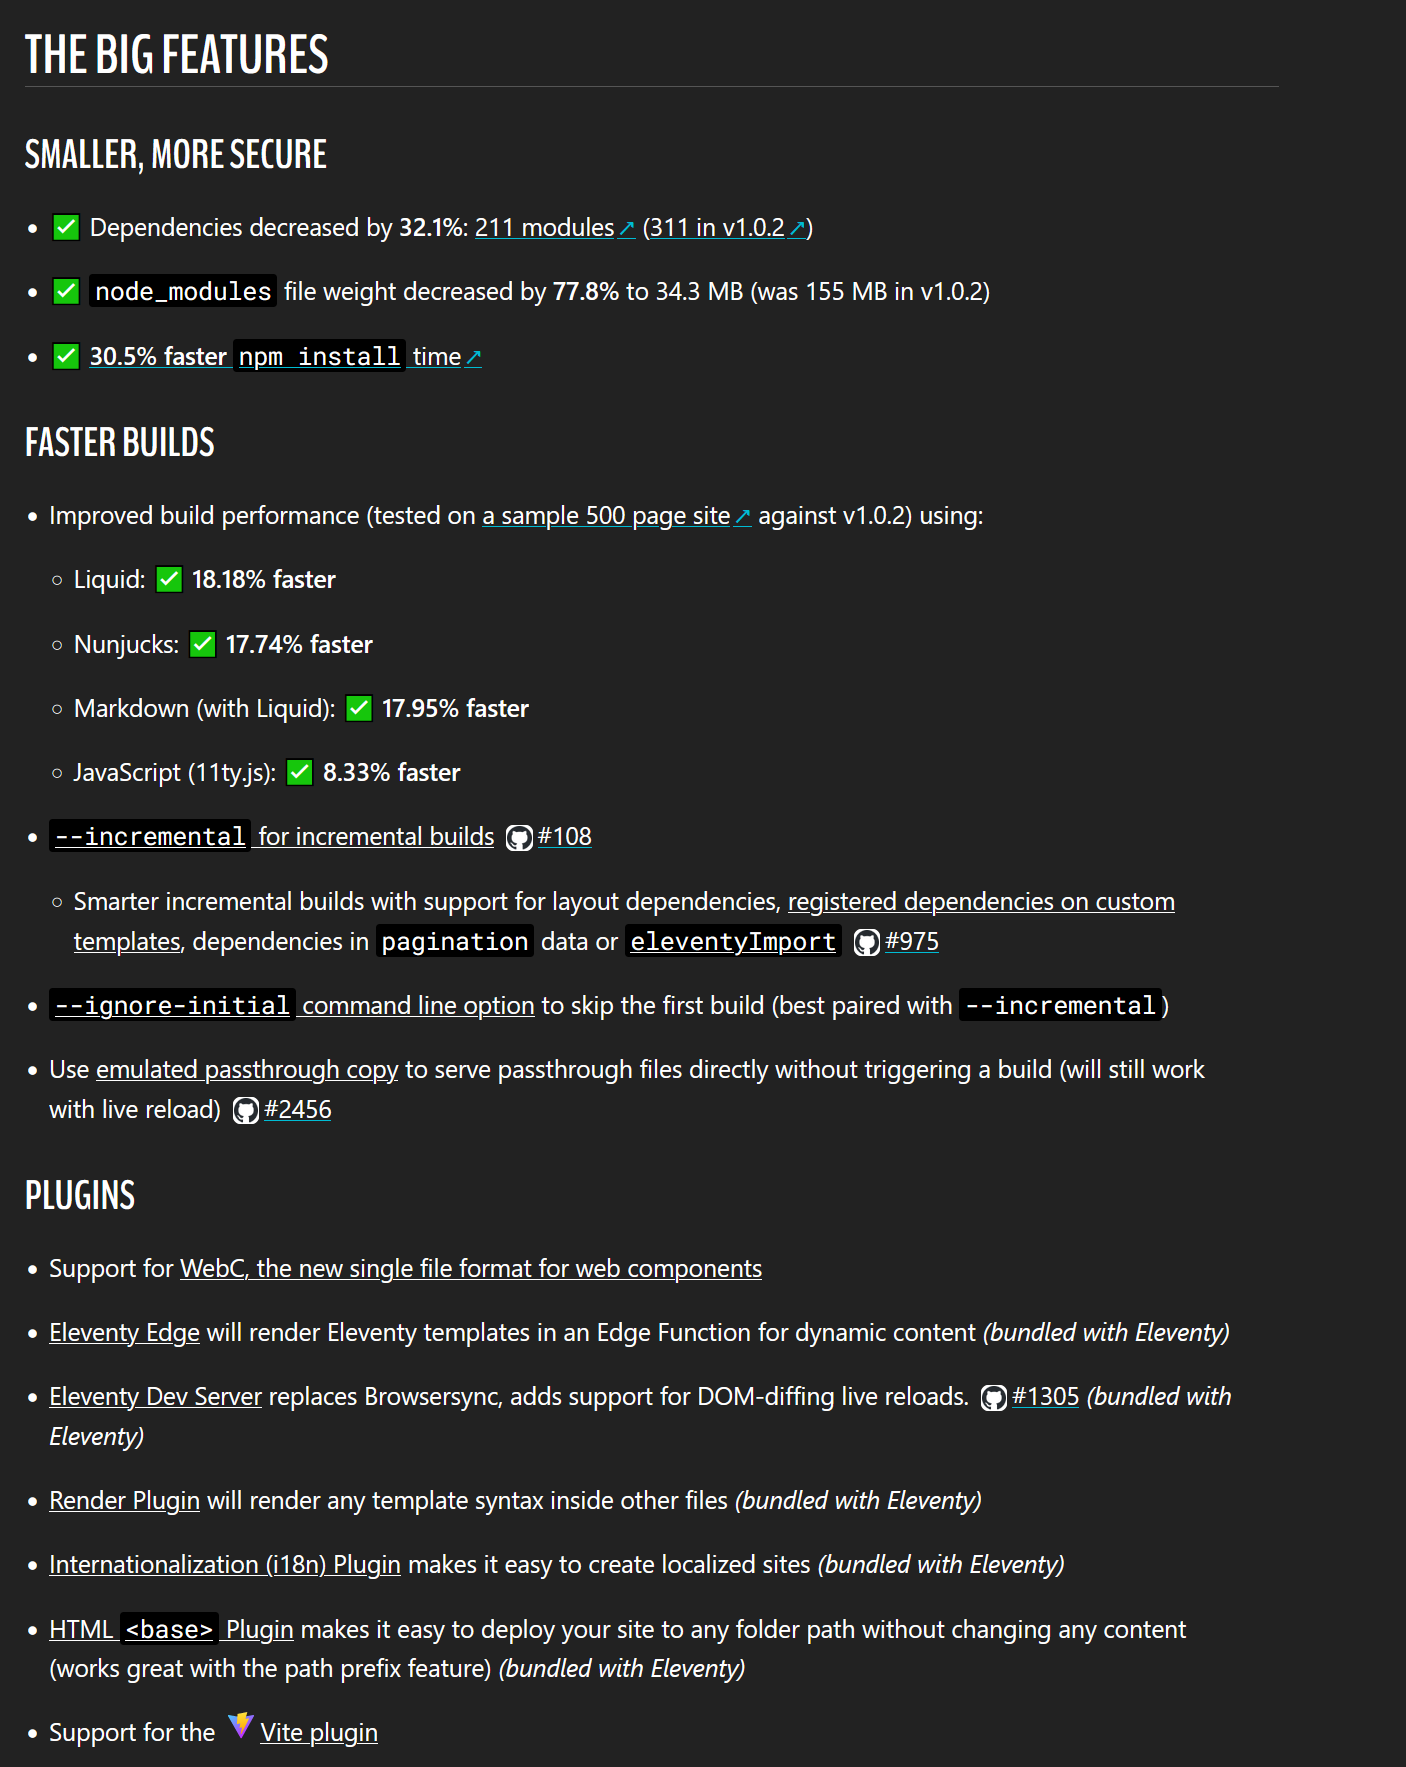 THE BIG FEATURES
SMALLER, MORE SECURE
• ✅ Dependencies decreased by 32.1%: 211 modules↗ (311 in v1.0.2↗)
• ✅ node_modules file weight decreased by 77.8% to 34.3 MB (was 155 MB in v1.0.2)
• ✅ 30.5% faster npm install time↗
FASTER BUILDS
• Improved build performance (tested on a sample 500 page site↗ against v1.0.2) using:
◦ Liquid: ✅ 18.18% faster
◦ Nunjucks: ✅ 17.74% faster
◦ Markdown (with Liquid): ✅ 17.95% faster
◦ JavaScript (11ty.js): ✅ 8.33% faster
• --incremental for incremental builds #108
◦ Smarter incremental builds with support for layout dependencies, registered dependencies on custom
templates, dependencies in pagination data or eleventyImport #975
• --ignore-initial command line option to skip the first build (best paired with --incremental)
• Use emulated passthrough copy to serve passthrough files directly without triggering a build (will still work
with live reload) #2456
PLUGINS
• Support for WebC, the new single file format for web components
• Eleventy Edge will render Eleventy templates in an Edge Function for dynamic content (bundled with Eleventy)
• Eleventy Dev Server replaces Browsersync, adds support for DOM-diffing live reloads. #1305 (bundled with
Eleventy)
• Render Plugin will render any template syntax inside other files (bundled with Eleventy)
• Internationalization (i18n) Plugin makes it easy to create localized sites (bundled with Eleventy)
• HTML <base> Plugin makes it easy to deploy your site to any folder path without changing any content
(works great with the path prefix feature) (bundled with Eleventy)
• Support for the Vite plugin